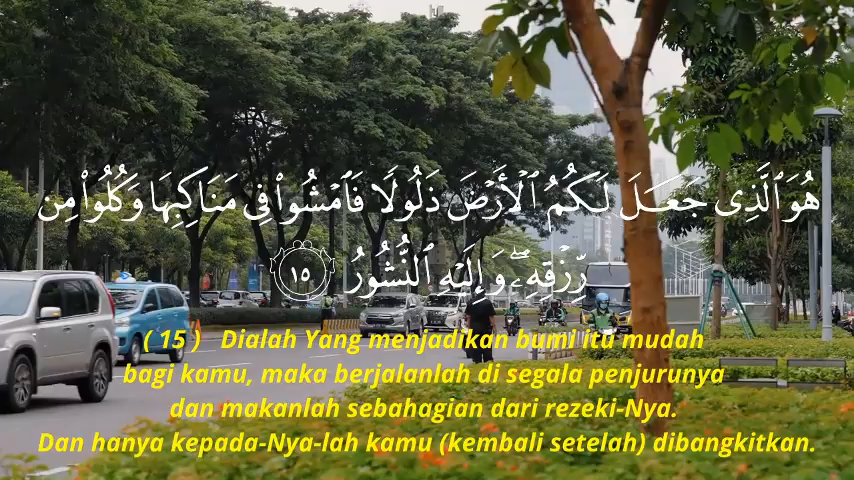 هُوَ ٱلَّذِى جَعَلَ لَكُمُ ٱلْأَرْضَ ذَلُولًا فَٱمْشُوا۟ فِى مَنَاكِبِهَا وَكُلُوا۟ مِن
رِّزْقِهِۦ ۖ وَإِلَيْهِ ٱلنُّشُورُ ١٥
( 15 ) Dialah Yang menjadikan bumi itu mudah
bagi kamu, maka berjalanlah di segala penjurunya
dan makanlah sebahagian dari rezeki-Nya.
Dan hanya kepada-Nya-lah kamu (kembali setelah) dibangkitkan.